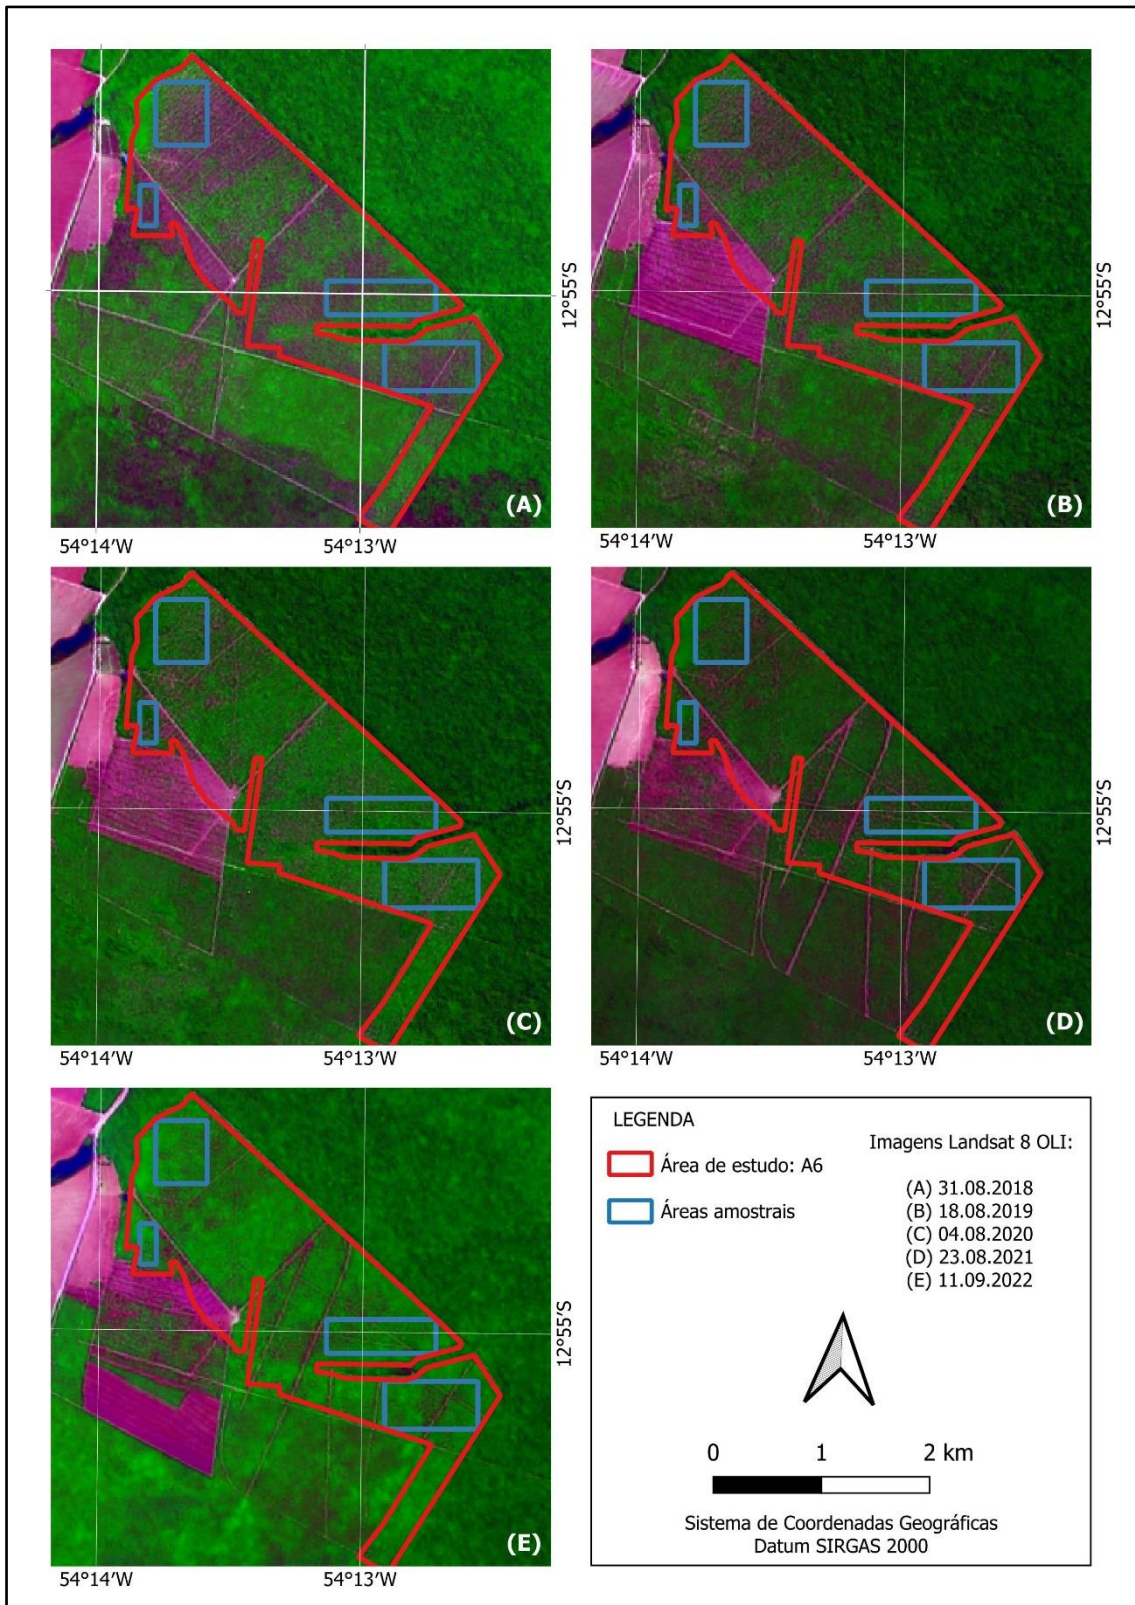 (A)
12°55'S
54°14'W
54°13'W
(B)
12°55'S
54°14'W
54°13'W
(C)
12°55'S
54°14'W
54°13'W
(D)
12°55'S
54°14'W
54°13'W
(E)
12°55'S
54°14'W
54°13'W
LEGENDA
Área de estudo: A6
Áreas amostrais
Imagens Landsat 8 OLI:
(A) 31.08.2018
(B) 18.08.2019
(C) 04.08.2020
(D) 23.08.2021
(E) 11.09.2022
0 1 2 km
Sistema de Coordenadas Geográficas
Datum SIRGAS 2000